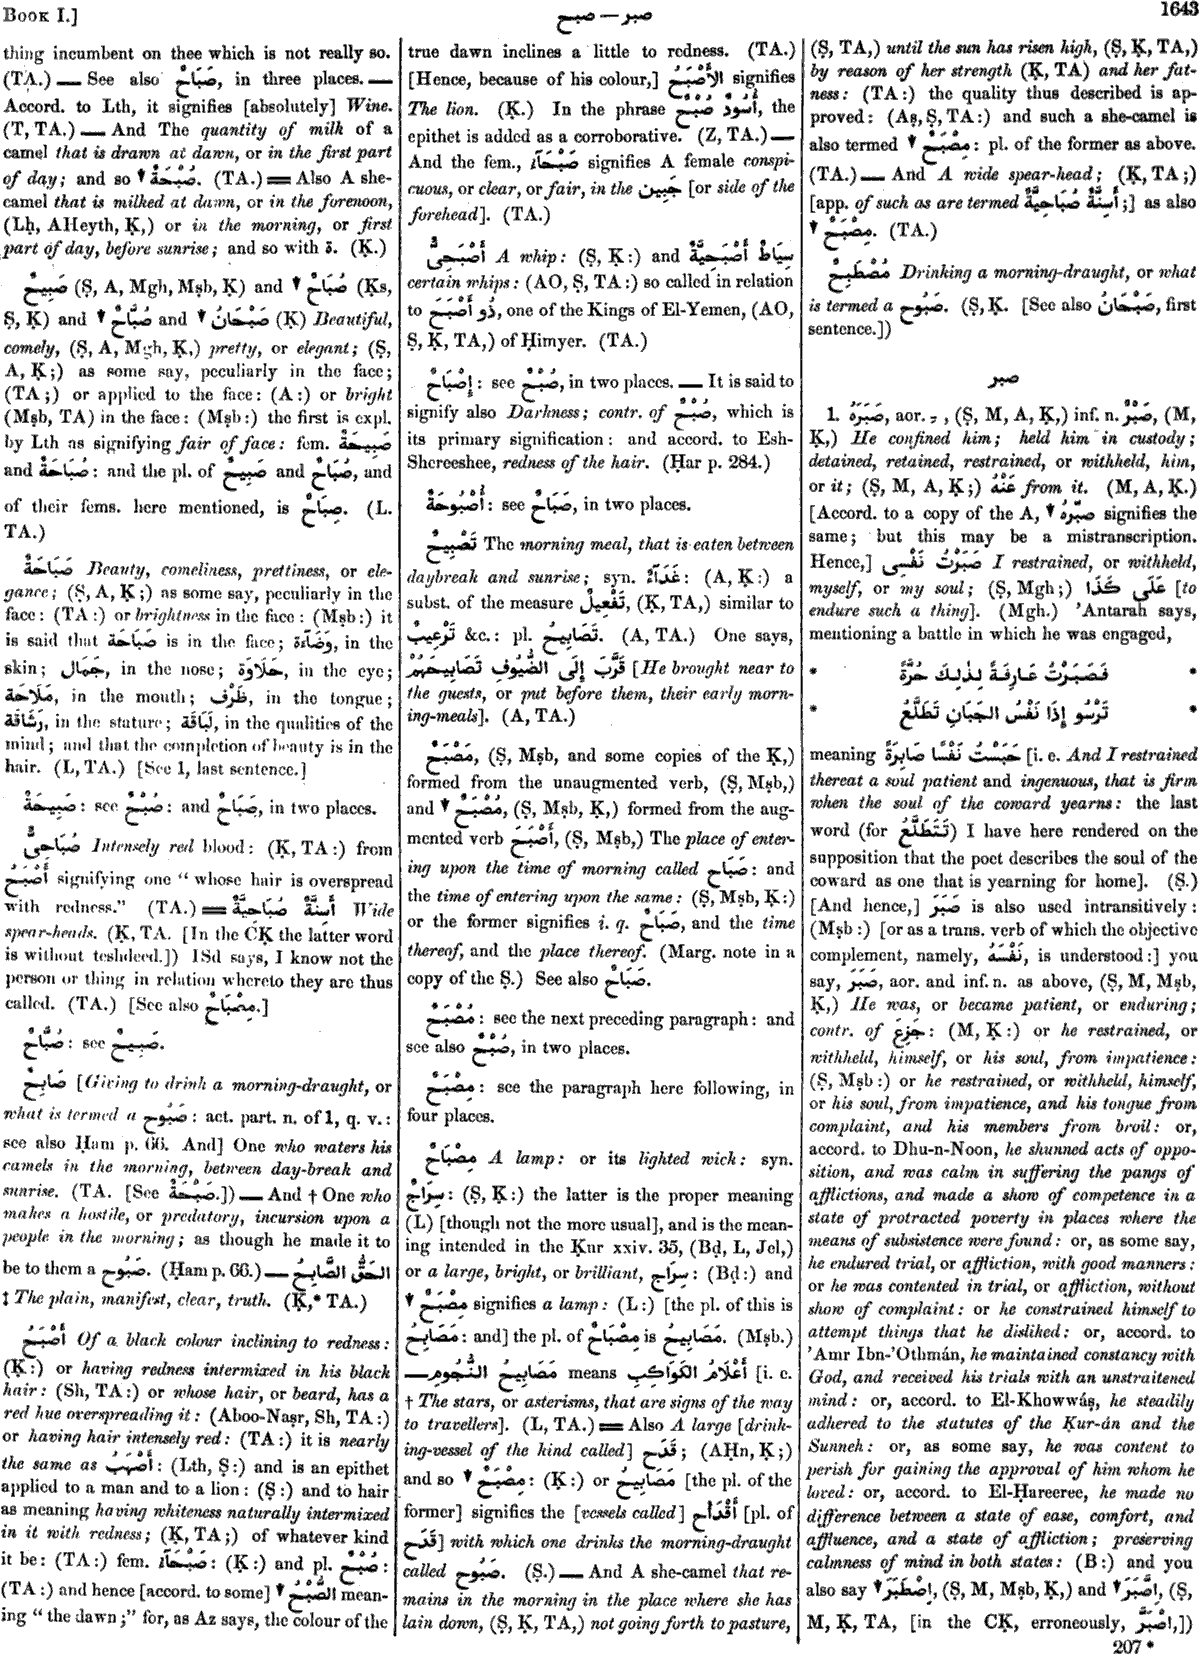 BOOK I.]
صبح — صبر
1643
thing incumbent on thee which is not really so.
(TA.) — See also صَبَاحٌ, in three places. —
Accord. to Lth, it signifies [absolutely] Wine.
(T, TA.) — And The quantity of milk of a
camel that is drawn at dawn, or in the first part
of day; and so ▼ صُبْحَةٌ. (TA.) = Also A she-
camel that is milked at dawn, or in the forenoon,
(Lḥ, AHeyth, Ḳ,) or in the morning, or first
part of day, before sunrise; and so with ة. (Ḳ.)
صَبِيحٌ (Ṣ, A, Mgh, Mṣb, Ḳ) and ▼ صُبَاحٌ (Ks,
Ṣ, Ḳ) and ▼ صُبَّاحٌ and ▼ صَبْحَانُ (Ḳ) Beautiful,
comely, (Ṣ, A, Mgh, Ḳ,) pretty, or elegant; (Ṣ,
A, Ḳ;) as some say, peculiarly in the face;
(TA;) or applied to the face: (A:) or bright
(Mṣb, TA) in the face: (Mṣb:) the first is expl.
by Lth as signifying fair of face: fem. صَبِيحَةٌ
and صُبَاحَةٌ: and the pl. of صَبِيحٌ and صُبَاحٌ, and
of their fems. here mentioned, is صِبَاحٌ. (L.
TA.)
صَبَاحَةٌ Beauty, comeliness, prettiness, or ele-
gance; (Ṣ, A, Ḳ;) as some say, peculiarly in the
face: (TA:) or brightness in the face: (Mṣb:) it
is said that صَبَاحَة is in the face; وَضَاءَة, in the
skin; جَمَال, in the nose; حَلَاوَة, in the eye;
مَلَاحَة, in the mouth; ظَرْف, in the tongue;
رَشَاقَة, in the stature; لَبَاقَة, in the qualities of the
mind; and that the completion of beauty is in the
hair. (L, TA.) [See 1, last sentence.]
صَبِيحَةٌ: see صُبْحٌ: and صَبَاحٌ, in two places.
صُبَاحِىٌّ Intensely red blood: (Ḳ, TA:) from
أَصْبَحُ signifying one “whose hair is overspread
with redness.” (TA.) = أَسِنَّةٌ صُبَاحِيَّةٌ Wide
spear-heads. (Ḳ, TA. [In the CḲ the latter word
is without teshdeed.]) ISd says, I know not the
person or thing in relation whereto they are thus
called. (TA.) [See also مِصْبَاحٌ.]
صُبَّاحٌ: see صَبِيحٌ.
صَابِحٌ [Giving to drink a morning-draught, or
what is termed a صَبُوح: act. part. n. of 1, q. v.:
see also Ḥam p. 66. And] One who waters his
camels in the morning, between day-break and
sunrise. (TA. [See صُبْحَةٌ.]) — And † One who
makes a hostile, or predatory, incursion upon a
people in the morning; as though he made it to
be to them a صَبُوح. (Ḥam p. 66.) — الحَقُّ الصَّابِحُ
‡ The plain, manifest, clear, truth. (Ḳ,* TA.)
أَصْبَحُ Of a black colour inclining to redness:
(Ḳ:) or having redness intermixed in his black
hair: (Sh, TA:) or whose hair, or beard, has a
red hue overspreading it: (Aboo-Naṣr, Sh, TA:)
or having hair intensely red: (TA:) it is nearly
the same as أَصْهَبُ: (Lth, Ṣ:) and is an epithet
applied to a man and to a lion: (Ṣ:) and to hair
as meaning having whiteness naturally intermixed
in it with redness; (Ḳ, TA;) of whatever kind
it be: (TA:) fem. صَبْحَآءُ: (Ḳ:) and pl. صُبْحٌ:
(TA:) and hence [accord. to some] ▼ الصُّبْحُ mean-
ing “the dawn;” for, as Az says, the colour of the
true dawn inclines a little to redness. (TA.)
[Hence, because of his colour,] الأَصْبَحُ signifies
The lion. (Ḳ.) In the phrase أَسْوَدُ صُبْحٌ, the
epithet is added as a corroborative. (Z, TA.) —
And the fem., صَبْحَآءُ signifies A female conspi-
cuous, or clear, or fair, in the جَبِين [or side of the
forehead]. (TA.)
أَصْبَحِىٌّ A whip: (Ṣ, Ḳ:) and سِيَاطٌ أَصْبَحِيَّةٌ
certain whips: (AO, Ṣ, TA:) so called in relation
to ذُو أَصْبَحَ, one of the Kings of El-Yemen, (AO,
Ṣ, Ḳ, TA,) of Ḥimyer. (TA.)
إِصْبَاحٌ: see صُبْحٌ, in two places. — It is said to
signify also Darkness; contr. of صُبْحٌ, which is
its primary signification: and accord. to Esh-
Shereeshee, redness of the hair. (Ḥar p. 284.)
أُصْبُوحَةٌ: see صَبَاحٌ, in two places.
تَصْبِيحٌ The morning meal, that is eaten between
daybreak and sunrise; syn. غَدَآءٌ: (A, Ḳ:) a
subst. of the measure تَفْعِيلٌ, (Ḳ, TA,) similar to
تَرْعِيبٌ &c.: pl. تَصَابِيحُ. (A, TA.) One says,
قَرَّبَ إِلَى الضُّيُوفِ تَصَابِيحَهُمْ [He brought near to
the guests, or put before them, their early morn-
ing-meals]. (A, TA.)
مَصْبَحٌ, (Ṣ, Mṣb, and some copies of the Ḳ,)
formed from the unaugmented verb, (Ṣ, Mṣb,)
and ▼ مُصْبَحٌ, (Ṣ, Mṣb, Ḳ,) formed from the aug-
mented verb أَصْبَحَ, (Ṣ, Mṣb,) The place of enter-
ing upon the time of morning called صَبَاح: and
the time of entering upon the same: (Ṣ, Mṣb, Ḳ:)
or the former signifies i. q. صَبَاحٌ, and the time
thereof, and the place thereof. (Marg. note in a
copy of the Ṣ.) See also صَبَاحٌ.
مُصْبَحٌ: see the next preceding paragraph: and
see also صُبْحٌ, in two places.
مِصْبَحٌ: see the paragraph here following, in
four places.
مِصْبَاحٌ A lamp: or its lighted wick: syn.
سِرَاجٌ: (Ṣ, Ḳ:) the latter is the proper meaning
(L) [though not the more usual], and is the mean-
ing intended in the Ḳur xxiv. 35, (Bḍ, L, Jel,)
or a large, bright, or brilliant, سِرَاج: (Bḍ:) and
▼ مِصْبَحٌ signifies a lamp: (L:) [the pl. of this is
مَصَابِحُ: and] the pl. of مِصْبَاحٌ is مَصَابِيحُ. (Mṣb.)
— مَصَابِيحُ النُّجُومِ means أَعْلَامُ الكَوَاكِبِ [i. e.
† The stars, or asterisms, that are signs of the way
to travellers]. (L, TA.) = Also A large [drink-
ing-vessel of the kind called] قَدَح; (AḤn, Ḳ;)
and so ▼ مِصْبَحٌ: (Ḳ:) or مَصَابِيحُ [the pl. of the
former] signifies the [vessels called] أَقْدَاح [pl. of
قَدَح] with which one drinks the morning-draught
called صَبُوح. (Ṣ.) — And A she-camel that re-
mains in the morning in the place where she has
lain down, (Ṣ, Ḳ, TA,) not going forth to pasture,
(Ṣ, TA,) until the sun has risen high, (Ṣ, Ḳ, TA,)
by reason of her strength (Ḳ, TA) and her fat-
ness: (TA:) the quality thus described is ap-
proved: (Aṣ, Ṣ, TA:) and such a she-camel is
also termed ▼ مِصْبَحٌ: pl. of the former as above.
(TA.) — And A wide spear-head; (Ḳ, TA;)
[app. of such as are termed أَسِنَّةٌ صُبَاحِيَّةٌ;] as also
▼ مِصْبَحٌ. (TA.)
مُصْطَبِحٌ Drinking a morning-draught, or what
is termed a صَبُوح. (Ṣ, Ḳ. [See also صَبْحَانُ, first
sentence.])
صبر
1. صَبَرَهُ, aor. ـِ , (Ṣ, M, A, Ḳ,) inf. n. صَبْرٌ, (M,
Ḳ,) He confined him; held him in custody;
detained, retained, restrained, or withheld, him,
or it; (Ṣ, M, A, Ḳ;) عَنْهُ from it. (M, A, Ḳ.)
[Accord. to a copy of the A, ▼ صبّرهُ signifies the
same; but this may be a mistranscription.
Hence,] صَبَرْتُ نَفْسِى I restrained, or withheld,
myself, or my soul; (Ṣ, Mgh;) عَلَى كَذَا [to
endure such a thing]. (Mgh.) ’Antarah says,
mentioning a battle in which he was engaged,
* فَصَبَرْتُ عَارِفَةً لِذٰلِكَ حُرَّةً *
* تَرْسُو إِذَا نَفْسُ الجَبَانِ تَطَلَّعُ *
meaning حَبَسْتُ نَفْسًا صَابِرَةً [i. e. And I restrained
thereat a soul patient and ingenuous, that is firm
when the soul of the coward yearns: the last
word (for تَتَطَلَّعُ) I have here rendered on the
supposition that the poet describes the soul of the
coward as one that is yearning for home]. (Ṣ.)
[And hence,] صَبَرَ is also used intransitively:
(Mṣb:) [or as a trans. verb of which the objective
complement, namely, نَفْسَهُ, is understood:] you
say, صَبَرَ, aor. and inf. n. as above, (Ṣ, M, Mṣb,
Ḳ,) He was, or became patient, or enduring;
contr. of جَزِعَ: (M, Ḳ:) or he restrained, or
withheld, himself, or his soul, from impatience:
(Ṣ, Mṣb:) or he restrained, or withheld, himself,
or his soul, from impatience, and his tongue from
complaint, and his members from broil: or,
accord. to Dhu-n-Noon, he shunned acts of oppo-
sition, and was calm in suffering the pangs of
afflictions, and made a show of competence in a
state of protracted poverty in places where the
means of subsistence were found: or, as some say,
he endured trial, or affliction, with good manners:
or he was contented in trial, or affliction, without
show of complaint: or he constrained himself to
attempt things that he disliked: or, accord. to
’Amr Ibn-’Othmán, he maintained constancy with
God, and received his trials with an unstraitened
mind: or, accord. to El-Khowwáṣ, he steadily
adhered to the statutes of the Ḳur-án and the
Sunneh: or, as some say, he was content to
perish for gaining the approval of him whom he
loved: or, accord. to El-Ḥareeree, he made no
difference between a state of ease, comfort, and
affluence, and a state of affliction; preserving
calmness of mind in both states: (B:) and you
also say ▼ اِصْطَبَرَ, (Ṣ, M, Mṣb, Ḳ,) and ▼ اِصَّبَرَ, (Ṣ,
M, Ḳ, TA, [in the CḲ, erroneously, اِصْبَرَّ,])
207 *